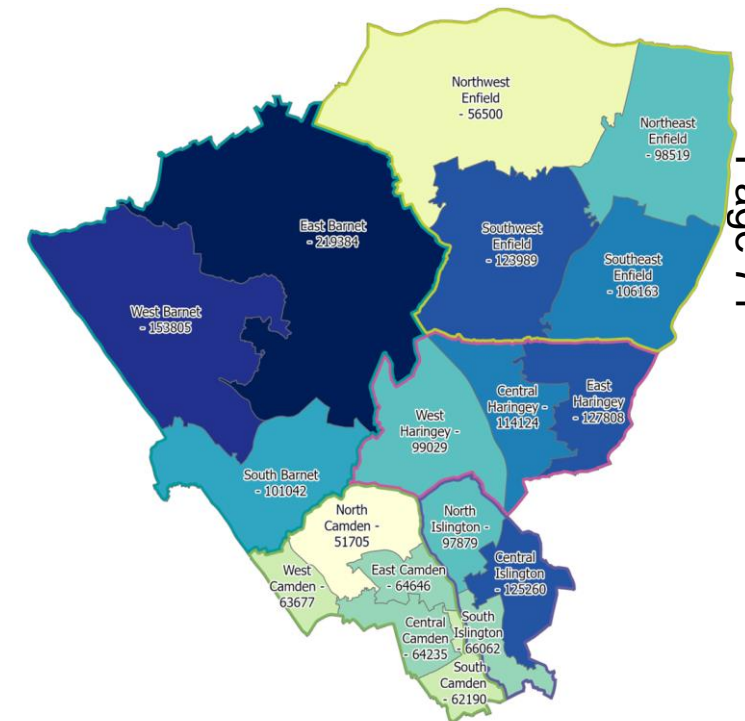 Northwest
Enfield
- 56500
Northeast
Enfield
- 98519
East Barnet
- 219384
Southwest
Enfield
- 123989
Southeast
Enfield
- 106163
West Barnet
- 153805
West
Haringey -
99029
Central
Haringey -
114124
East
Haringey
- 127808
South Barnet
- 101042
North
Camden -
51705
North
Islington -
97879
West
Camden -
63677
East Camden
- 64646
Central
Islington
- 125260
Central
Camden
- 64235
South
Islington
- 66062
South
Camden
- 62190